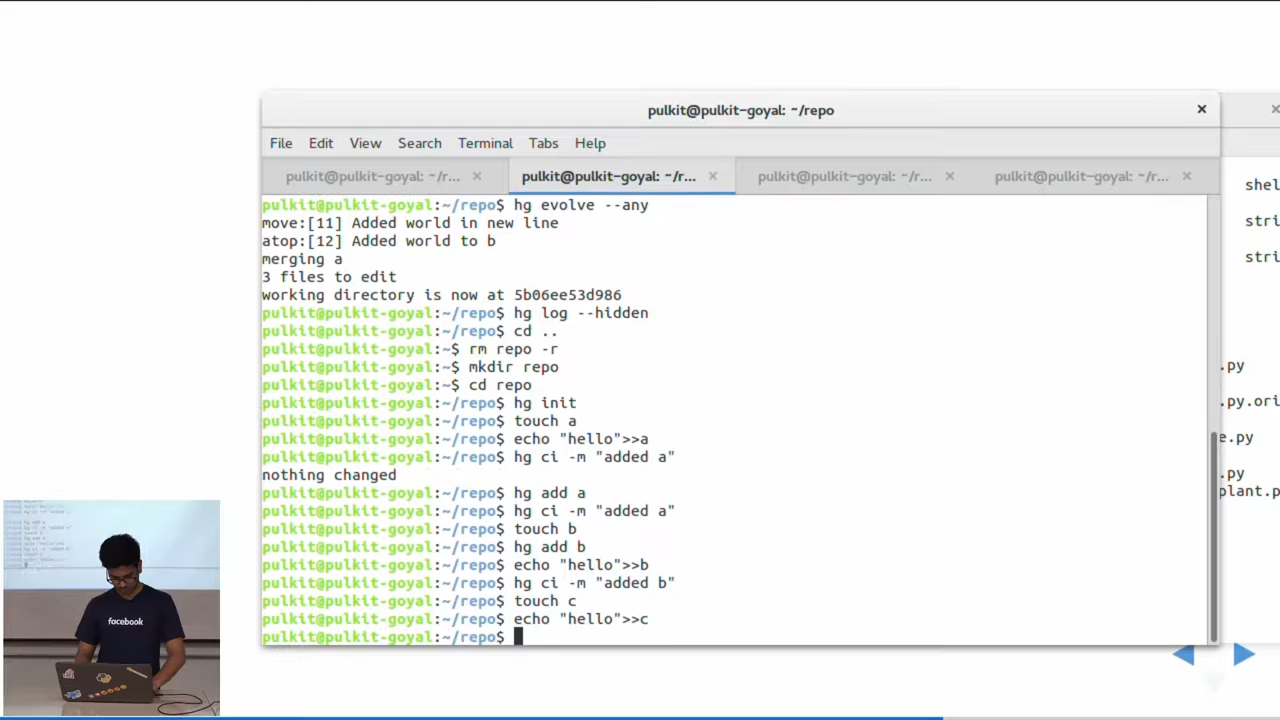 pulkit@pulkit-goyal: ~/repo
File Edit View Search Terminal Tabs Help
pulkit@pulkit-goyal: ~/r... pulkit@pulkit-goyal: ~/r... pulkit@pulkit-goyal: ~/r... pulkit@pulkit-goyal: ~/r...
pulkit@pulkit-goyal:~/repo$ hg evolve --any
move:[11] Added world in new line
atop:[12] Added world to b
merging a
3 files to edit
working directory is now at 5b06ee53d986
pulkit@pulkit-goyal:~/repo$ hg log --hidden
pulkit@pulkit-goyal:~/repo$ cd ..
pulkit@pulkit-goyal:~$ rm repo -r
pulkit@pulkit-goyal:~$ mkdir repo
pulkit@pulkit-goyal:~$ cd repo
pulkit@pulkit-goyal:~/repo$ hg init
pulkit@pulkit-goyal:~/repo$ touch a
pulkit@pulkit-goyal:~/repo$ echo "hello">>a
pulkit@pulkit-goyal:~/repo$ hg ci -m "added a"
nothing changed
pulkit@pulkit-goyal:~/repo$ hg add a
pulkit@pulkit-goyal:~/repo$ hg ci -m "added a"
pulkit@pulkit-goyal:~/repo$ touch b
pulkit@pulkit-goyal:~/repo$ hg add b
pulkit@pulkit-goyal:~/repo$ echo "hello">>b
pulkit@pulkit-goyal:~/repo$ hg ci -m "added b"
pulkit@pulkit-goyal:~/repo$ touch c
pulkit@pulkit-goyal:~/repo$ echo "hello">>c
pulkit@pulkit-goyal:~/repo$
shel
stri
stri
.py
.py.ori
e.py
.py
plant.p
facebook